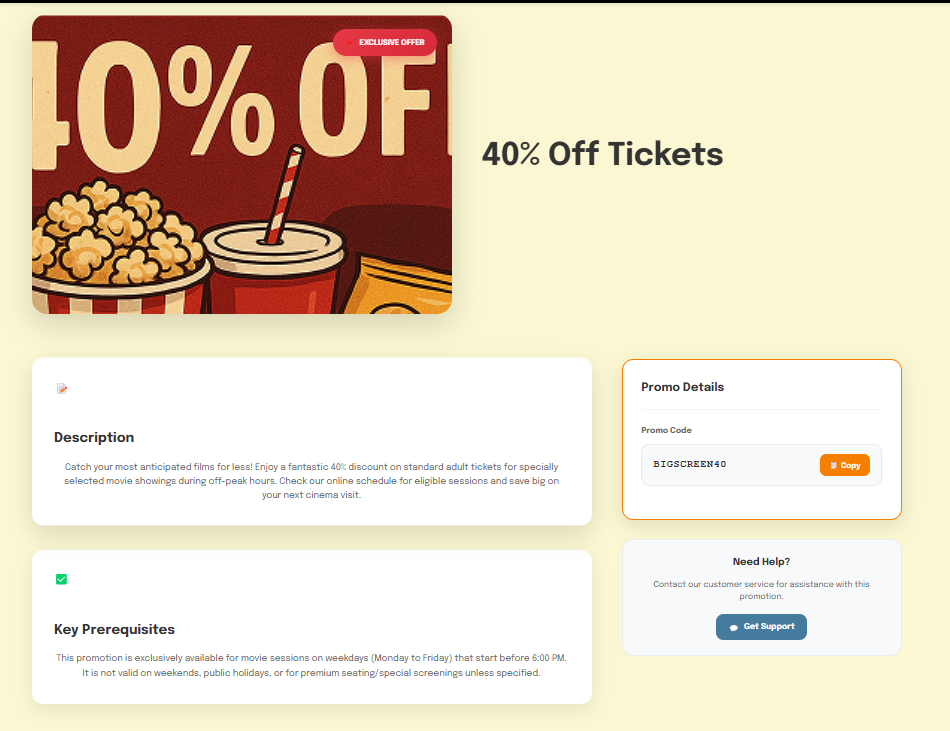 40% OF
EXCLUSIVE OFFER
40% Off Tickets
Description
Catch your most anticipated films for less! Enjoy a fantastic 40% discount on standard adult tickets for specially
selected movie showings during off-peak hours. Check our online schedule for eligible sessions and save big on
your next cinema visit.
Key Prerequisites
This promotion is exclusively available for movie sessions on weekdays (Monday to Friday) that start before 6:00 PM.
It is not valid on weekends, public holidays, or for premium seating/special screenings unless specified.
Promo Details
Promo Code
BIGSCREEN40
Copy
Need Help?
Contact our customer service for assistance with this
promotion.
Get Support